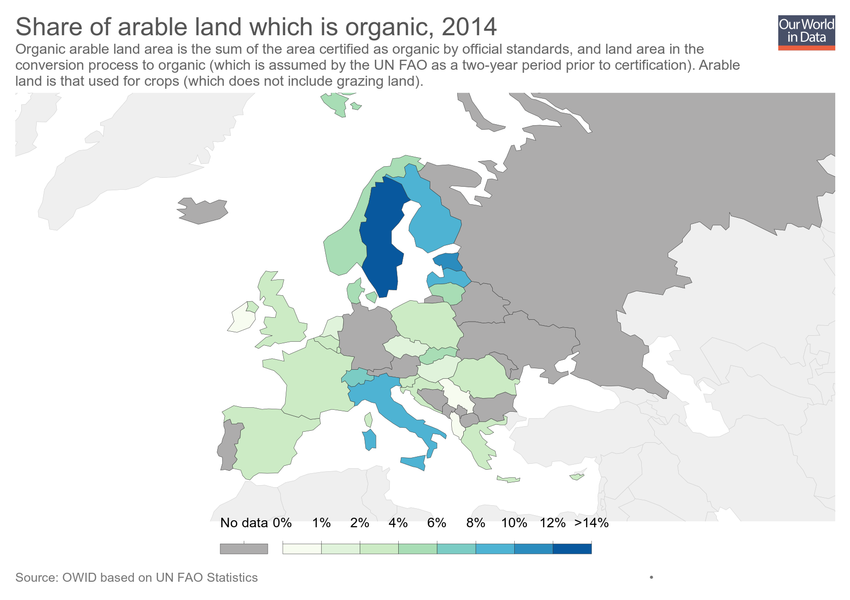 Share of arable land which is organic, 2014
Our World
in Data
Organic arable land area is the sum of the area certified as organic by official standards, and land area in the
conversion process to organic (which is assumed by the UN FAO as a two-year period prior to certification). Arable
land is that used for crops (which does not include grazing land).
No data 0% 1% 2% 4% 6% 8% 10% 12% >14%
Source: OWID based on UN FAO Statistics